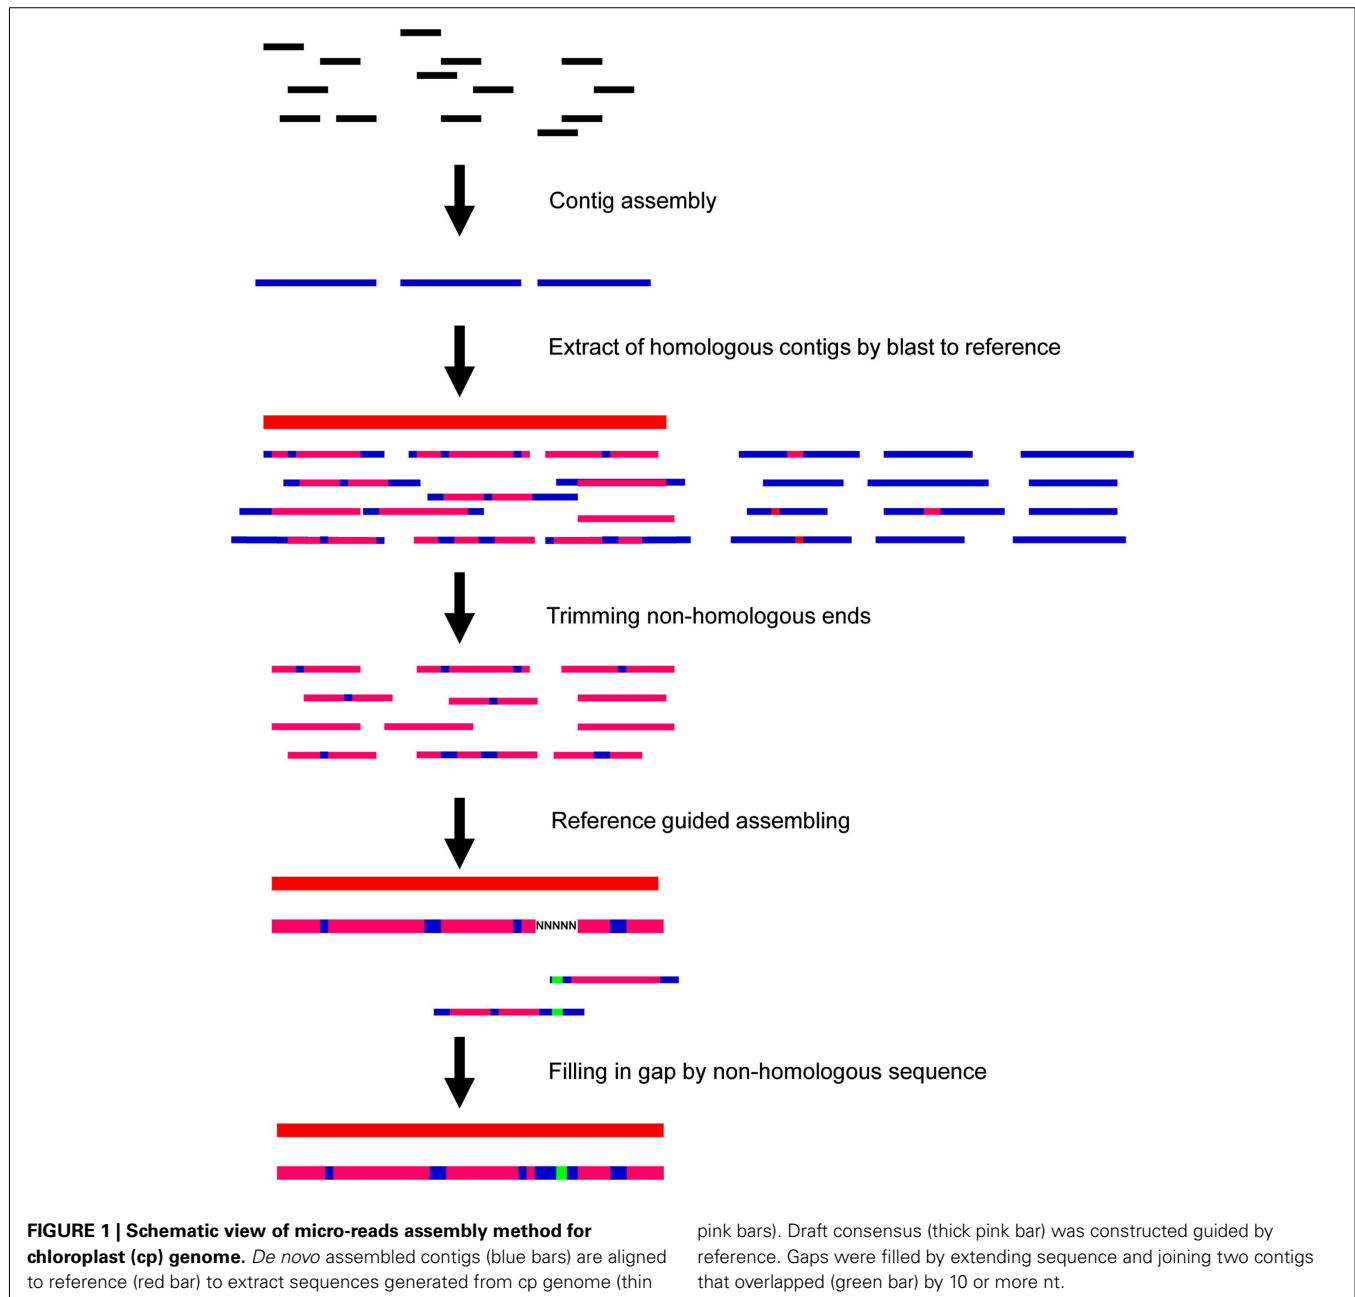 Contig assembly
Extract of homologous contigs by blast to reference
Trimming non-homologous ends
Reference guided assembling
NNNNN
Filling in gap by non-homologous sequence
FIGURE 1 | Schematic view of micro-reads assembly method for
chloroplast (cp) genome. De novo assembled contigs (blue bars) are aligned
to reference (red bar) to extract sequences generated from cp genome (thin
pink bars). Draft consensus (thick pink bar) was constructed guided by
reference. Gaps were filled by extending sequence and joining two contigs
that overlapped (green bar) by 10 or more nt.